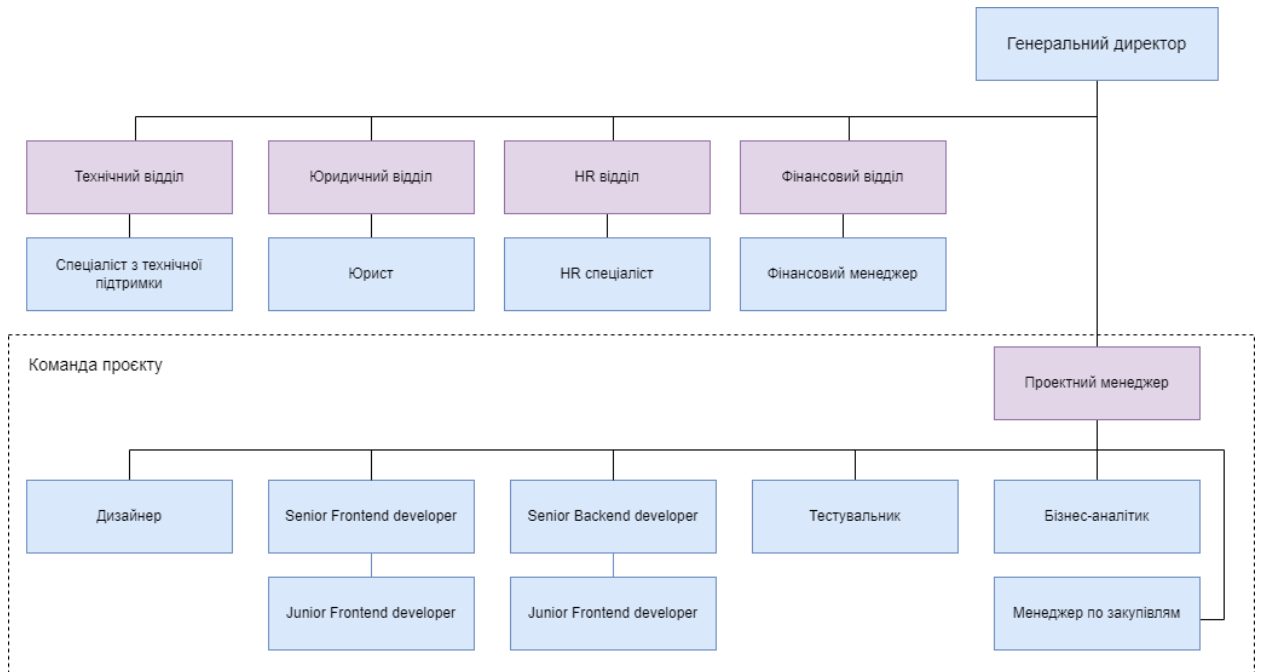 Генеральний директор
Технічний відділ
Юридичний відділ
HR відділ
Фінансовий відділ
Спеціаліст з технічної
підтримки
Юрист
HR спеціаліст
Фінансовий менеджер
Команда проєкту
Проектний менеджер
Дизайнер
Senior Frontend developer
Senior Backend developer
Тестувальник
Бізнес-аналітик
Junior Frontend developer
Junior Frontend developer
Менеджер по закупівлям